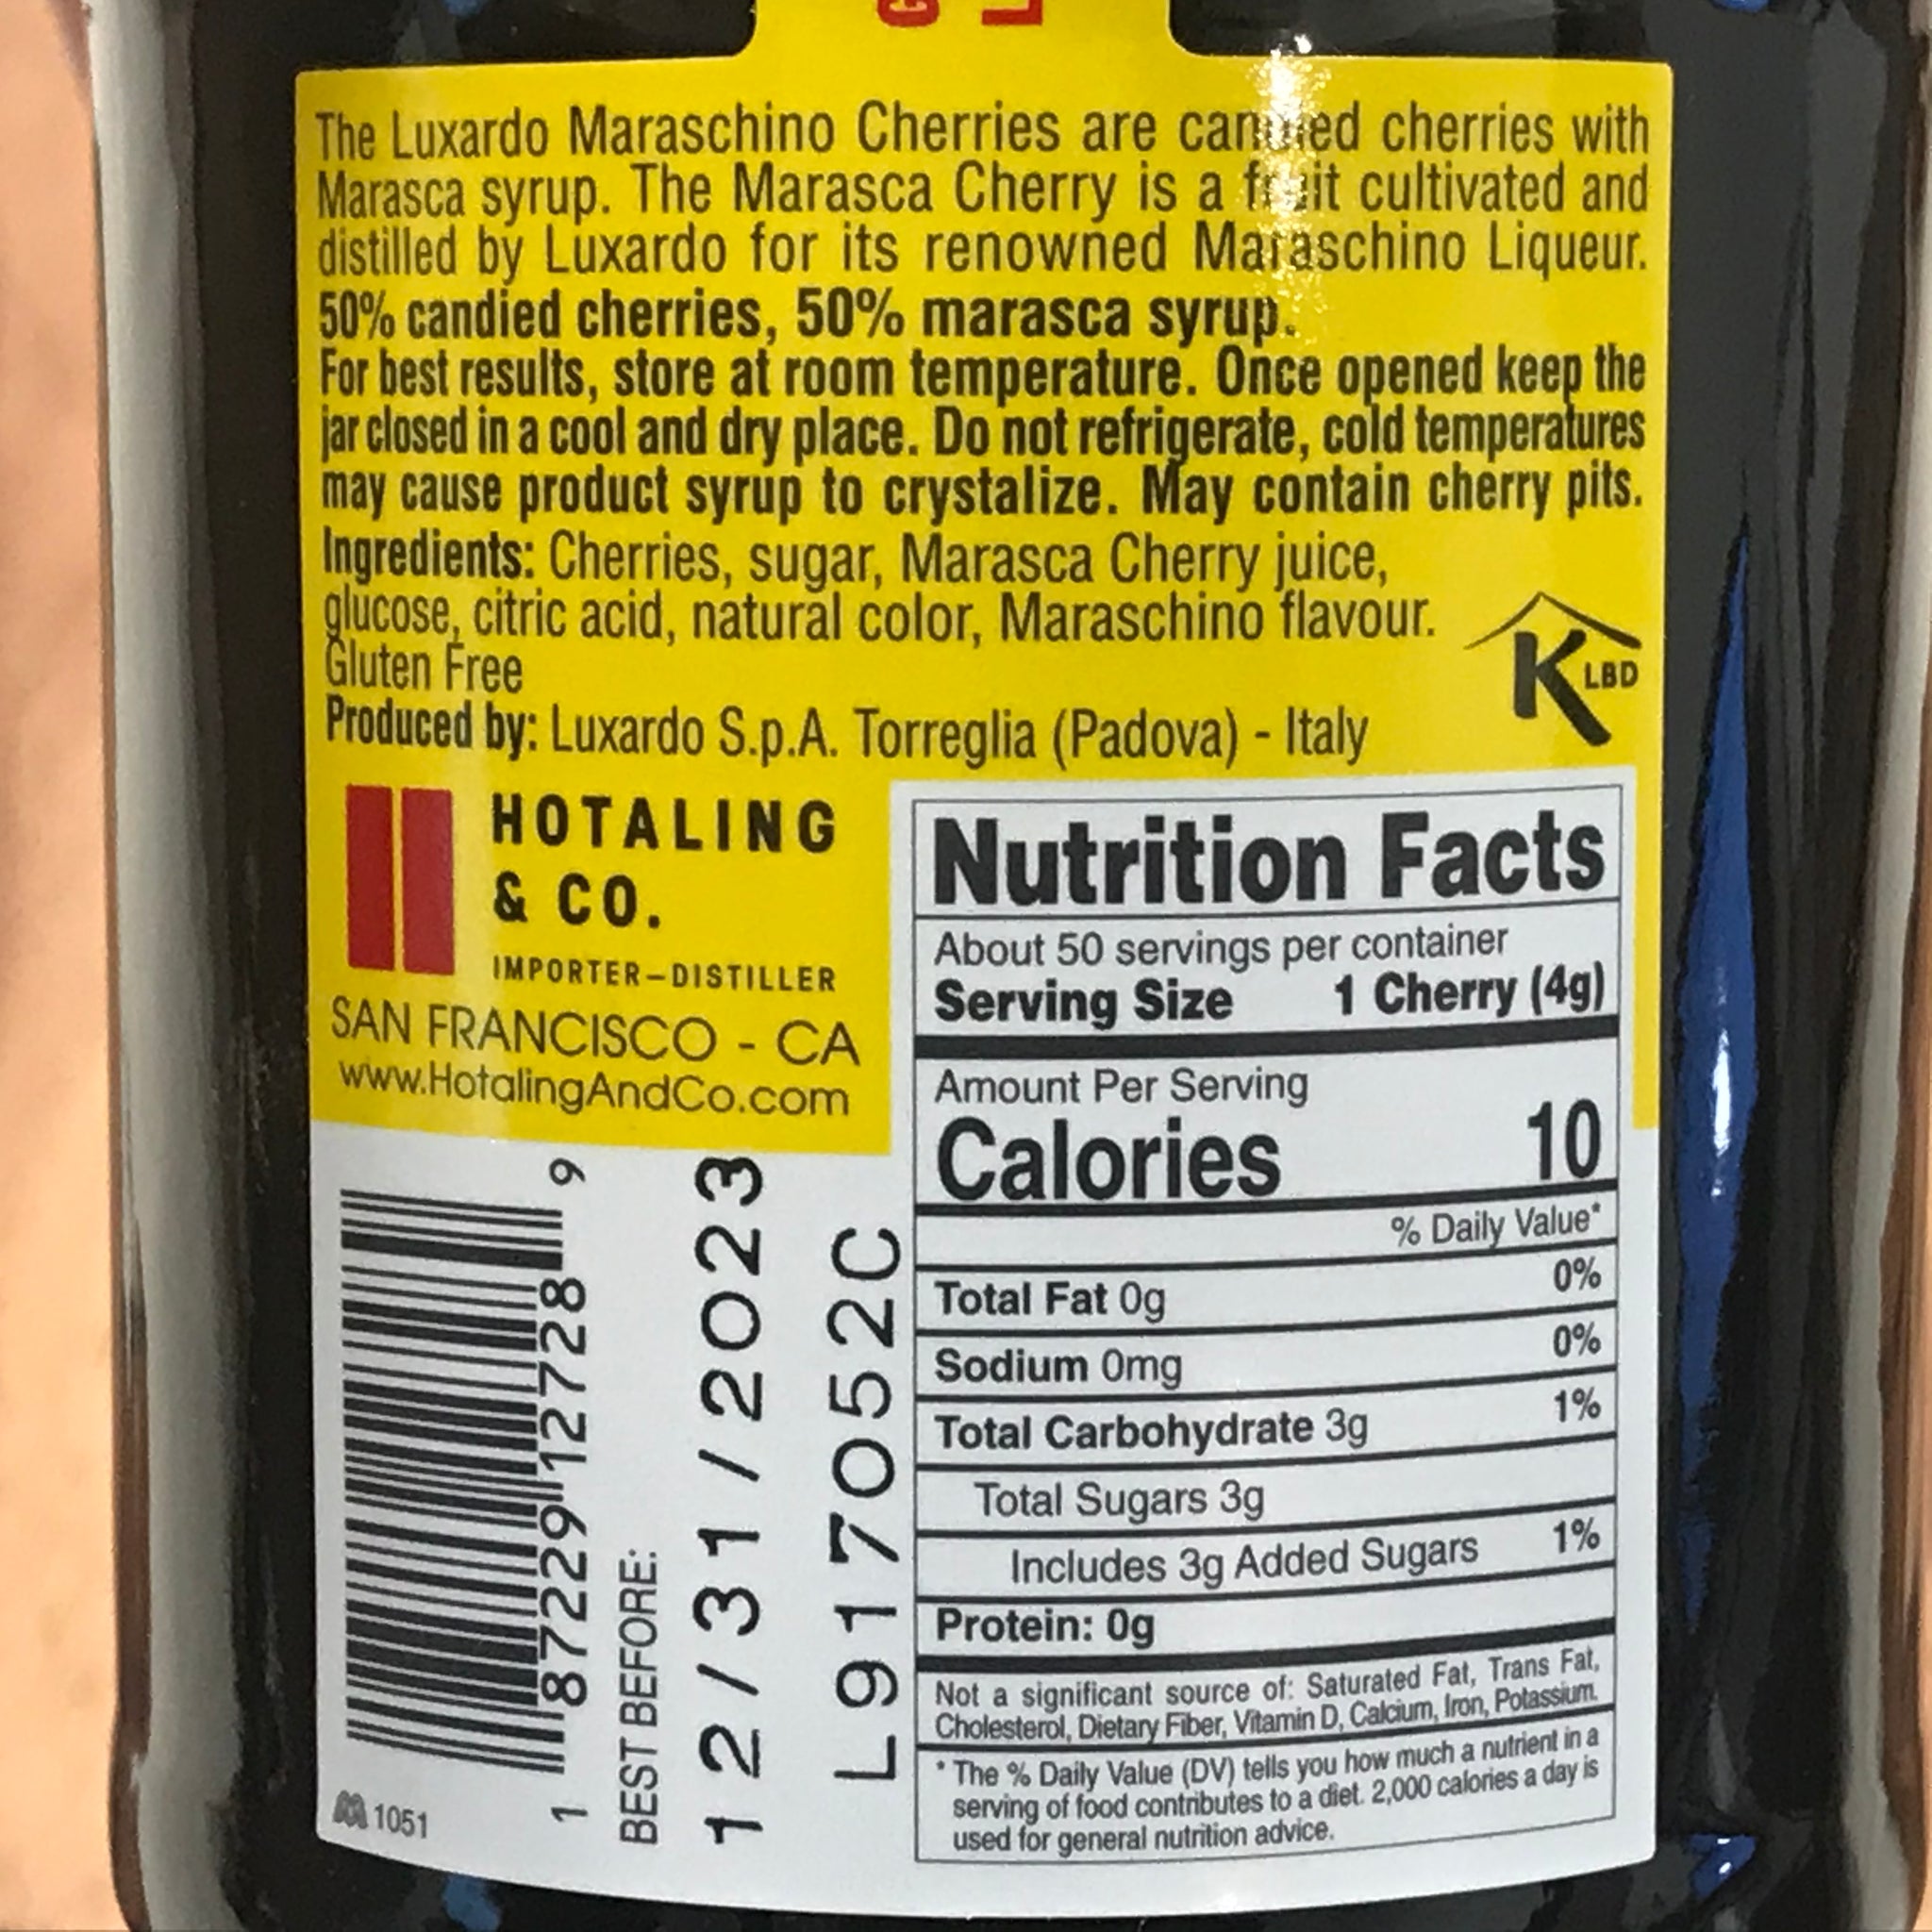 The Luxardo Maraschino Cherries are candied cherries with
Marasca syrup. The Marasca Cherry is a fruit cultivated and
distilled by Luxardo for its renowned Maraschino Liqueur.
50% candied cherries, 50% marasca syrup.
For best results, store at room temperature. Once opened keep the
jar closed in a cool and dry place. Do not refrigerate, cold temperatures
may cause product syrup to crystalize. May contain cherry pits.
Ingredients: Cherries, sugar, Marasca Cherry juice,
glucose, citric acid, natural color, Maraschino flavour.
Gluten Free
Produced by: Luxardo S.p.A. Torreglia (Padova) - Italy
K LBD
HOTALING
& CO.
IMPORTER-DISTILLER
SAN FRANCISCO - CA
www.HotalingAndCo.com
1 87229 12728 9
BEST BEFORE:
12/31/2023
L917052C
1051
Nutrition Facts
About 50 servings per container
Serving Size 1 Cherry (4g)
Amount Per Serving
Calories 10
% Daily Value*
Total Fat 0g 0%
Sodium 0mg 0%
Total Carbohydrate 3g 1%
Total Sugars 3g
Includes 3g Added Sugars 1%
Protein: 0g
Not a significant source of: Saturated Fat, Trans Fat,
Cholesterol, Dietary Fiber, Vitamin D, Calcium, Iron, Potassium.
* The % Daily Value (DV) tells you how much a nutrient in a
serving of food contributes to a diet. 2,000 calories a day is
used for general nutrition advice.